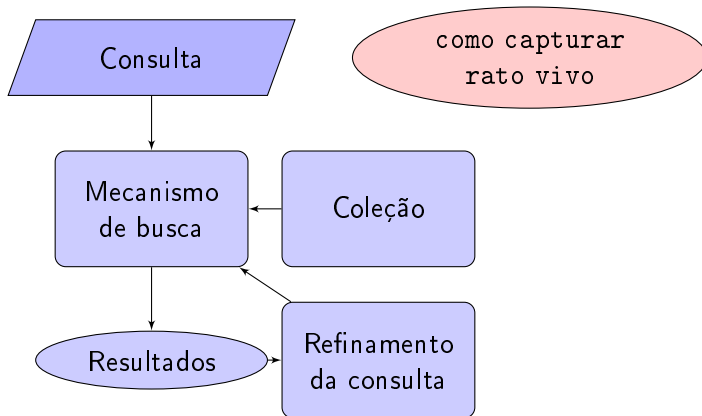 Consulta
como capturar
rato vivo
Mecanismo
de busca
Coleção
Resultados
Refinamento
da consulta